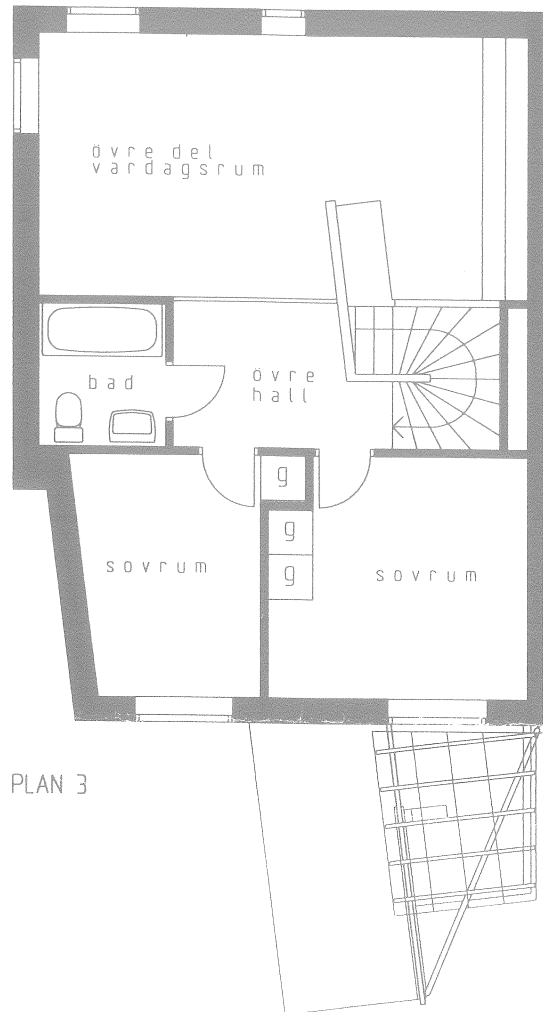 övre del
vardagsrum
bad
övre
hall
g
g
g
sovrum
sovrum
PLAN 3